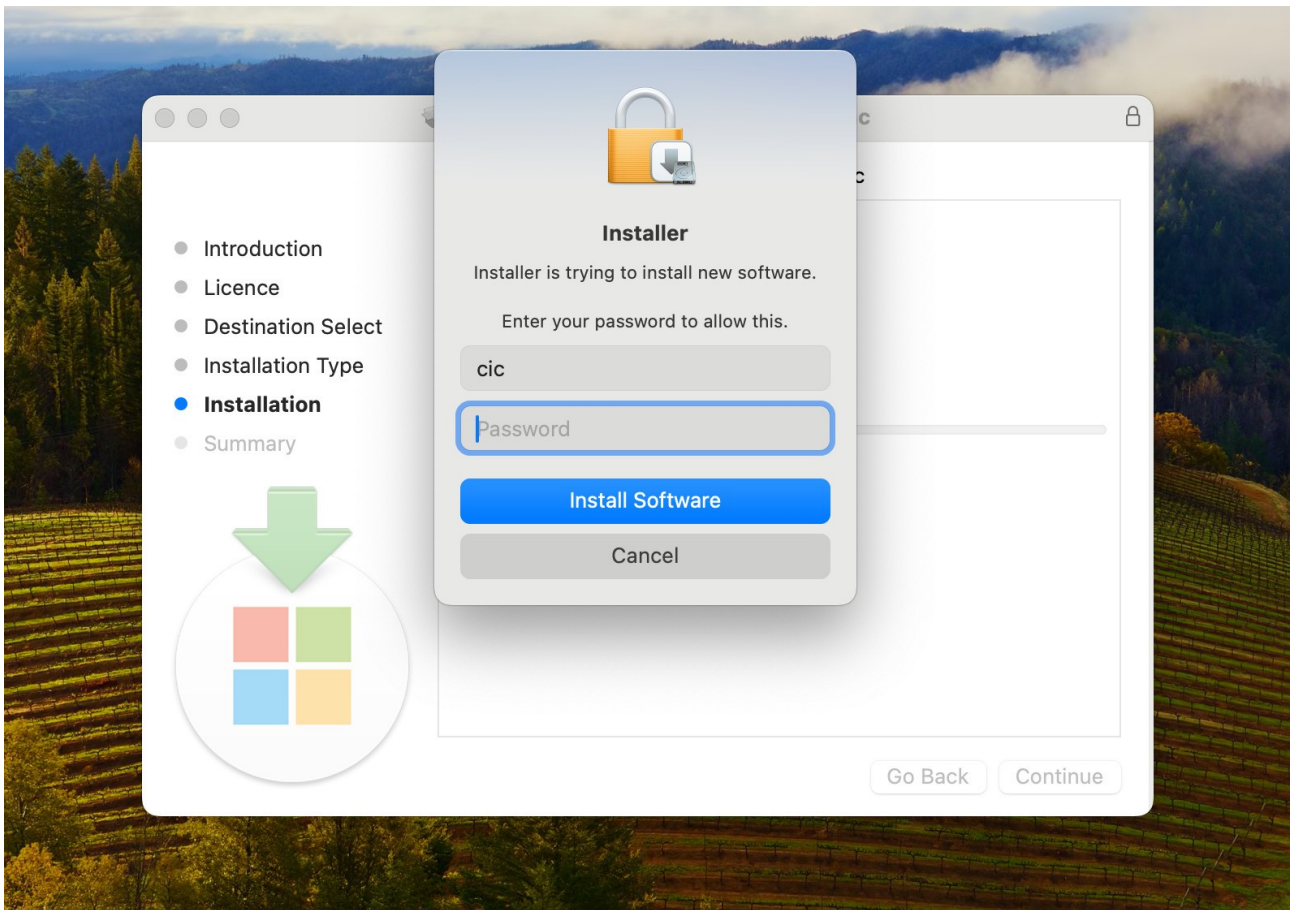 c
c
Introduction
Licence
Destination Select
Installation Type
Installation
Summary
Installer
Installer is trying to install new software.
Enter your password to allow this.
cic
Password
Install Software
Cancel
Go Back
Continue